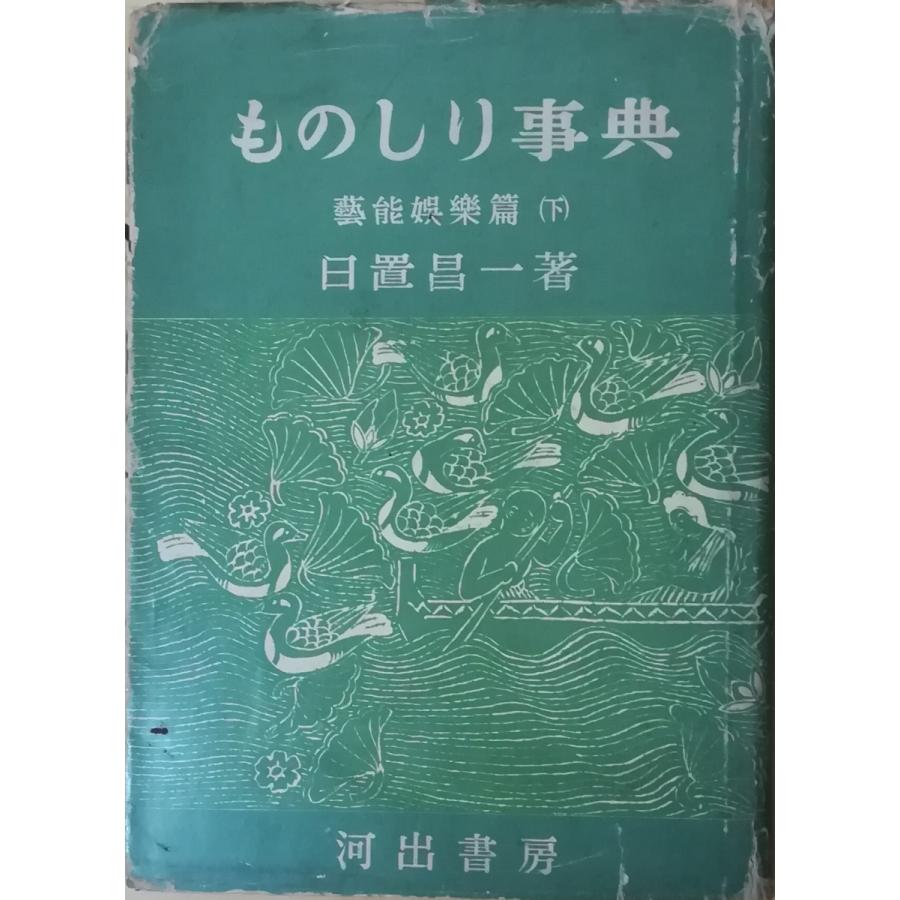 ものしり事典
藝能娯樂篇(下)
日置昌一著
河出書房